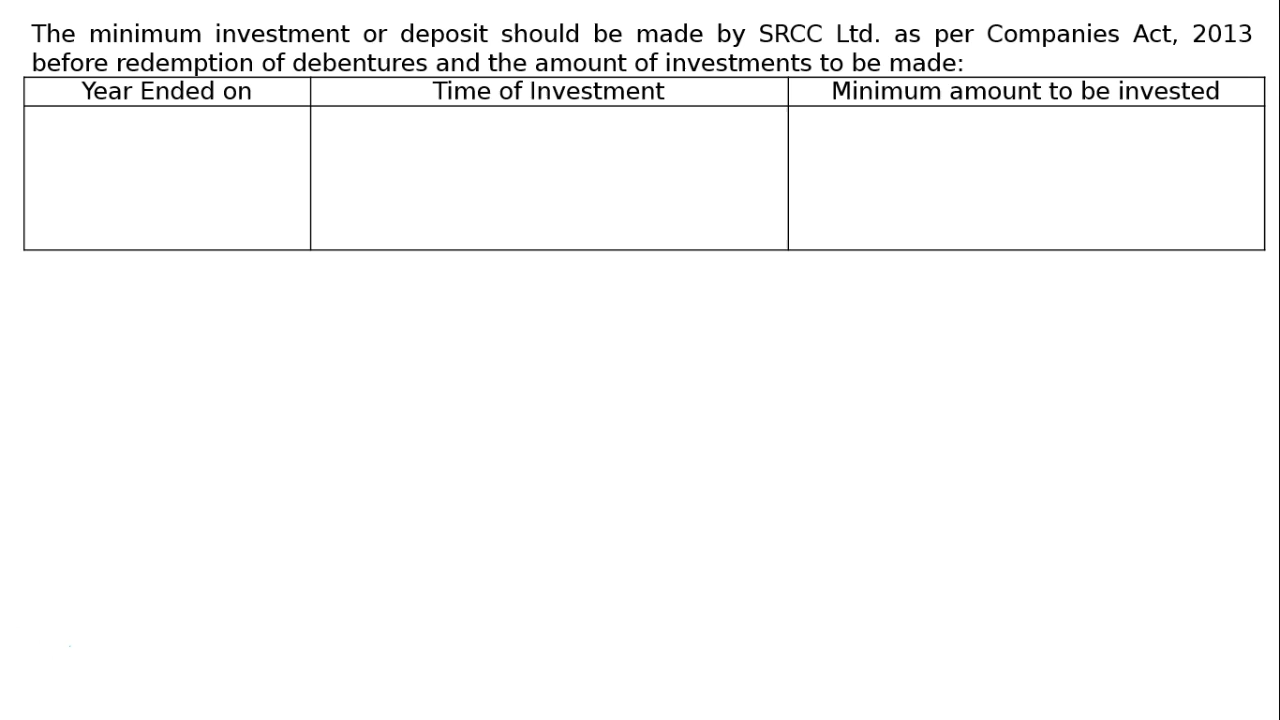 The minimum investment or deposit should be made by SRCC Ltd. as per Companies Act, 2013
before redemption of debentures and the amount of investments to be made:
Year Ended on
Time of Investment
Minimum amount to be invested